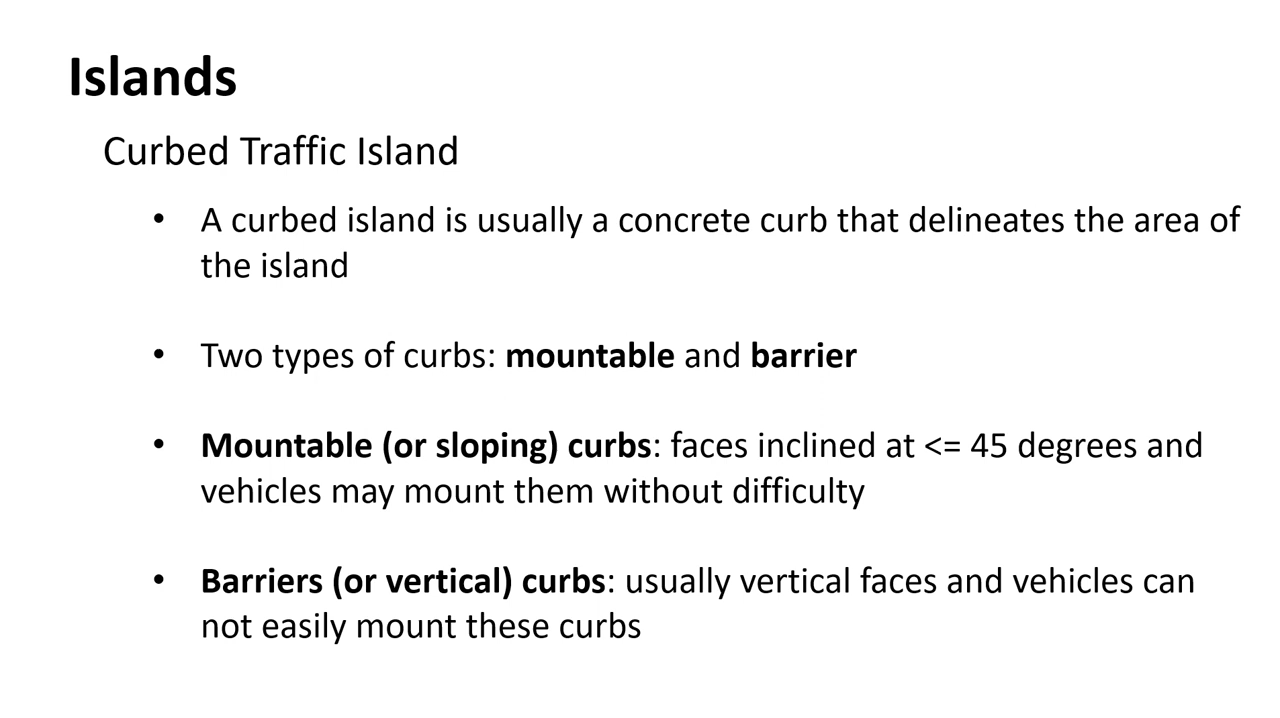 Islands
Curbed Traffic Island
• A curbed island is usually a concrete curb that delineates the area of
the island
• Two types of curbs: mountable and barrier
• Mountable (or sloping) curbs: faces inclined at <= 45 degrees and
vehicles may mount them without difficulty
• Barriers (or vertical) curbs: usually vertical faces and vehicles can
not easily mount these curbs